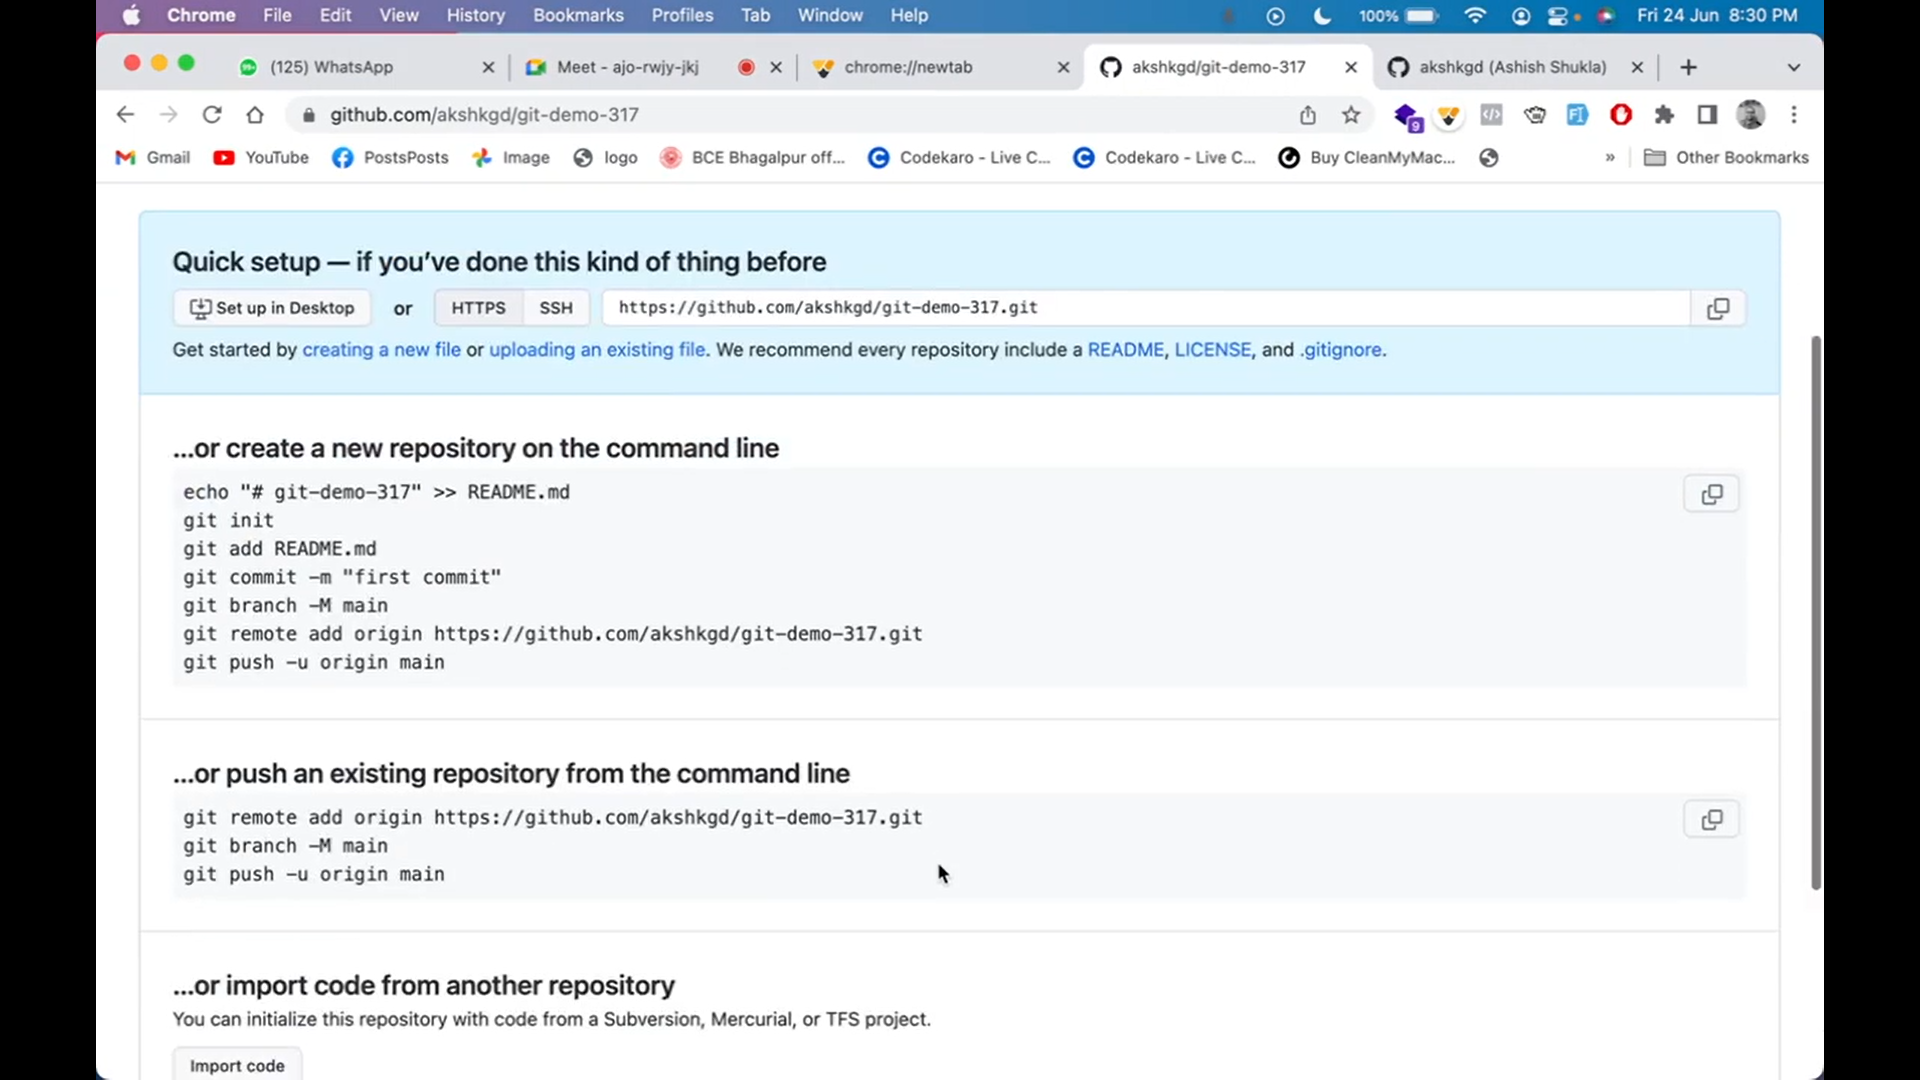 Chrome File Edit View History Bookmarks Profiles Tab Window Help 100% Fri 24 Jun 8:30 PM
(125) WhatsApp Meet - ajo-rwjy-jkj chrome://newtab akshkgd/git-demo-317 akshkgd (Ashish Shukla)
github.com/akshkgd/git-demo-317 9
Gmail YouTube PostsPosts Image logo BCE Bhagalpur off... Codekaro - Live C... Codekaro - Live C... Buy CleanMyMac... » Other Bookmarks
Quick setup — if you’ve done this kind of thing before
Set up in Desktop or HTTPS SSH https://github.com/akshkgd/git-demo-317.git
Get started by creating a new file or uploading an existing file. We recommend every repository include a README, LICENSE, and .gitignore.
...or create a new repository on the command line
echo "# git-demo-317" >> README.md
git init
git add README.md
git commit -m "first commit"
git branch -M main
git remote add origin https://github.com/akshkgd/git-demo-317.git
git push -u origin main
...or push an existing repository from the command line
git remote add origin https://github.com/akshkgd/git-demo-317.git
git branch -M main
git push -u origin main
...or import code from another repository
You can initialize this repository with code from a Subversion, Mercurial, or TFS project.
Import code